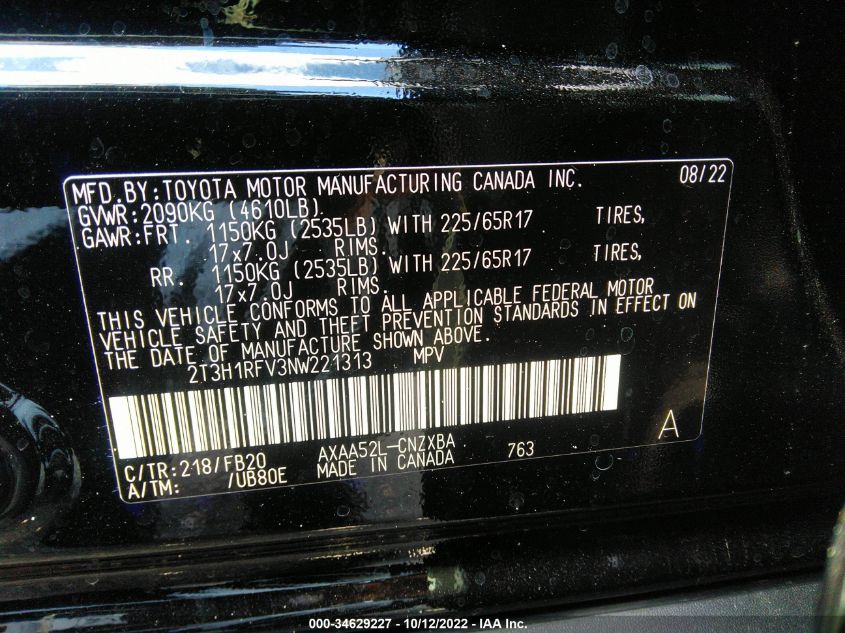 MFD.BY:TOYOTA MOTOR MANUFACTURING CANADA INC. 08/22
GVWR:2090KG (4610LB)
GAWR:FRT. 1150KG (2535LB) WITH 225/65R17 TIRES,
17x7.0J RIMS.
RR. 1150KG (2535LB) WITH 225/65R17 TIRES,
17x7.0J RIMS.
THIS VEHICLE CONFORMS TO ALL APPLICABLE FEDERAL MOTOR
VEHICLE SAFETY AND THEFT PREVENTION STANDARDS IN EFFECT ON
THE DATE OF MANUFACTURE SHOWN ABOVE.
2T3H1RFV3NW221313 MPV
C/TR:218/FB20 AXAA52L-CNZXBA 763 A
A/TM: /UB80E MADE IN CANADA
000-34629227 - 10/12/2022 - IAA Inc.